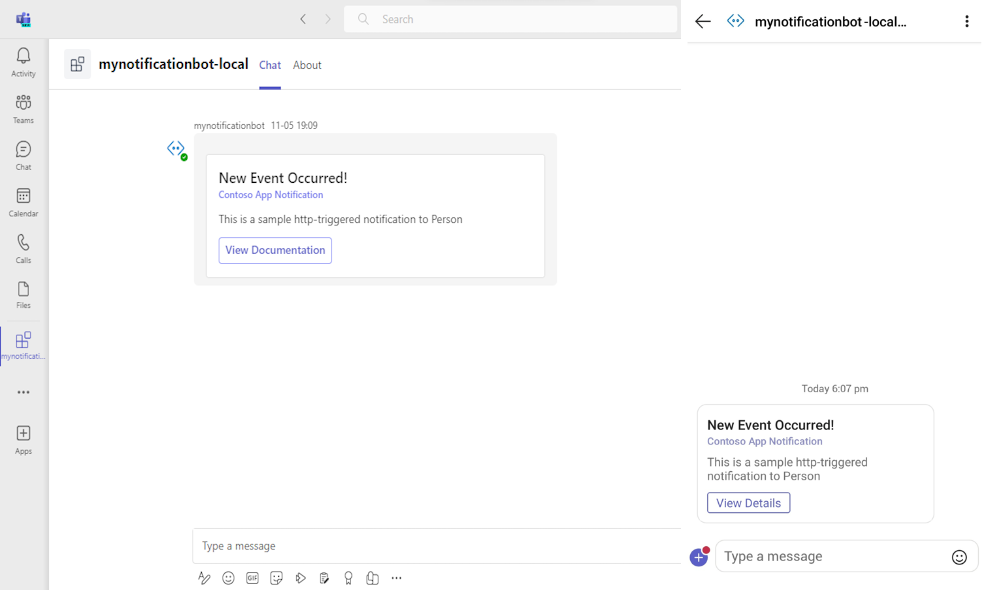 Search
Activity
Teams
Chat
Calendar
Calls
Files
mynotificati...
Apps
mynotificationbot-local
Chat
About
mynotificationbot 11-05 19:09
New Event Occurred!
Contoso App Notification
This is a sample http-triggered notification to Person
View Documentation
Type a message
GIF
mynotificationbot-local...
Today 6:07 pm
New Event Occurred!
Contoso App Notification
This is a sample http-triggered
notification to Person
View Details
Type a message